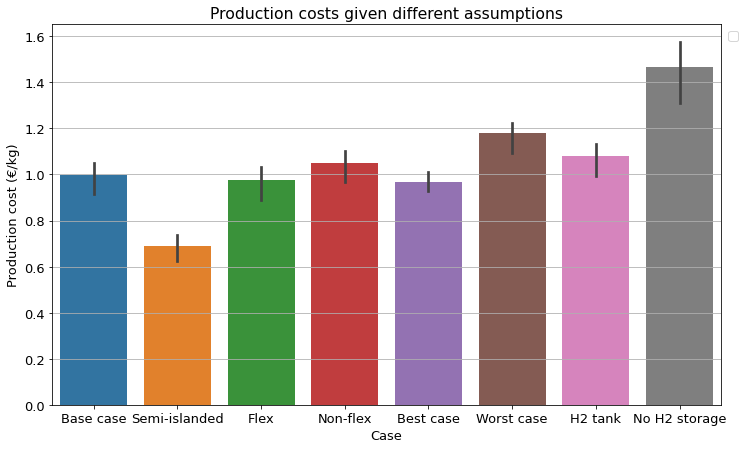 Production costs given different assumptions
Production cost (€/kg)
1.6
1.4
1.2
1.0
0.8
0.6
0.4
0.2
0.0
Base case
Semi-islanded
Flex
Non-flex
Best case
Worst case
H2 tank
No H2 storage
Case